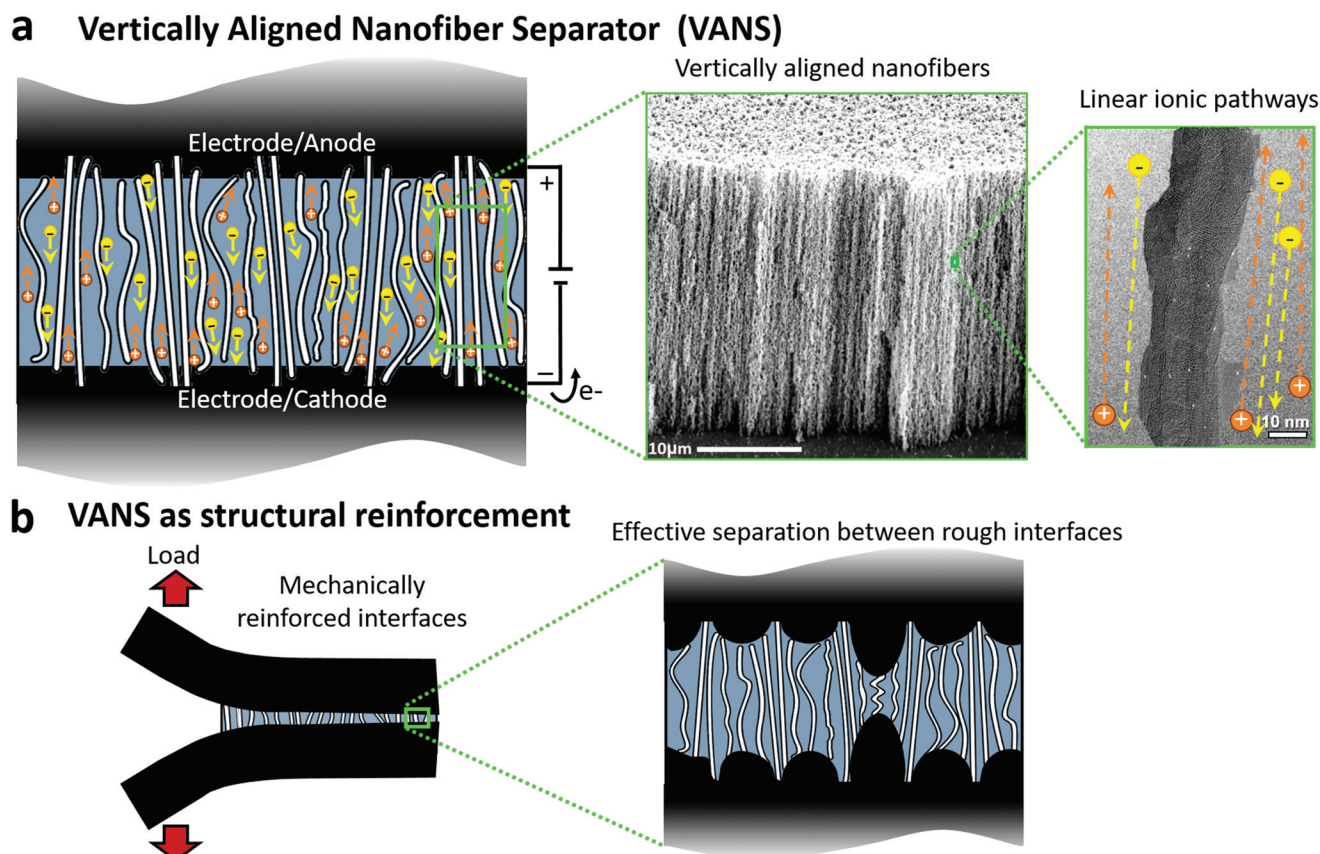 a Vertically Aligned Nanofiber Separator (VANS)
Vertically aligned nanofibers
Linear ionic pathways
Electrode/Anode
+
−
Electrode/Cathode
e-
10µm
10 nm
b VANS as structural reinforcement
Load
Mechanically
reinforced interfaces
Effective separation between rough interfaces